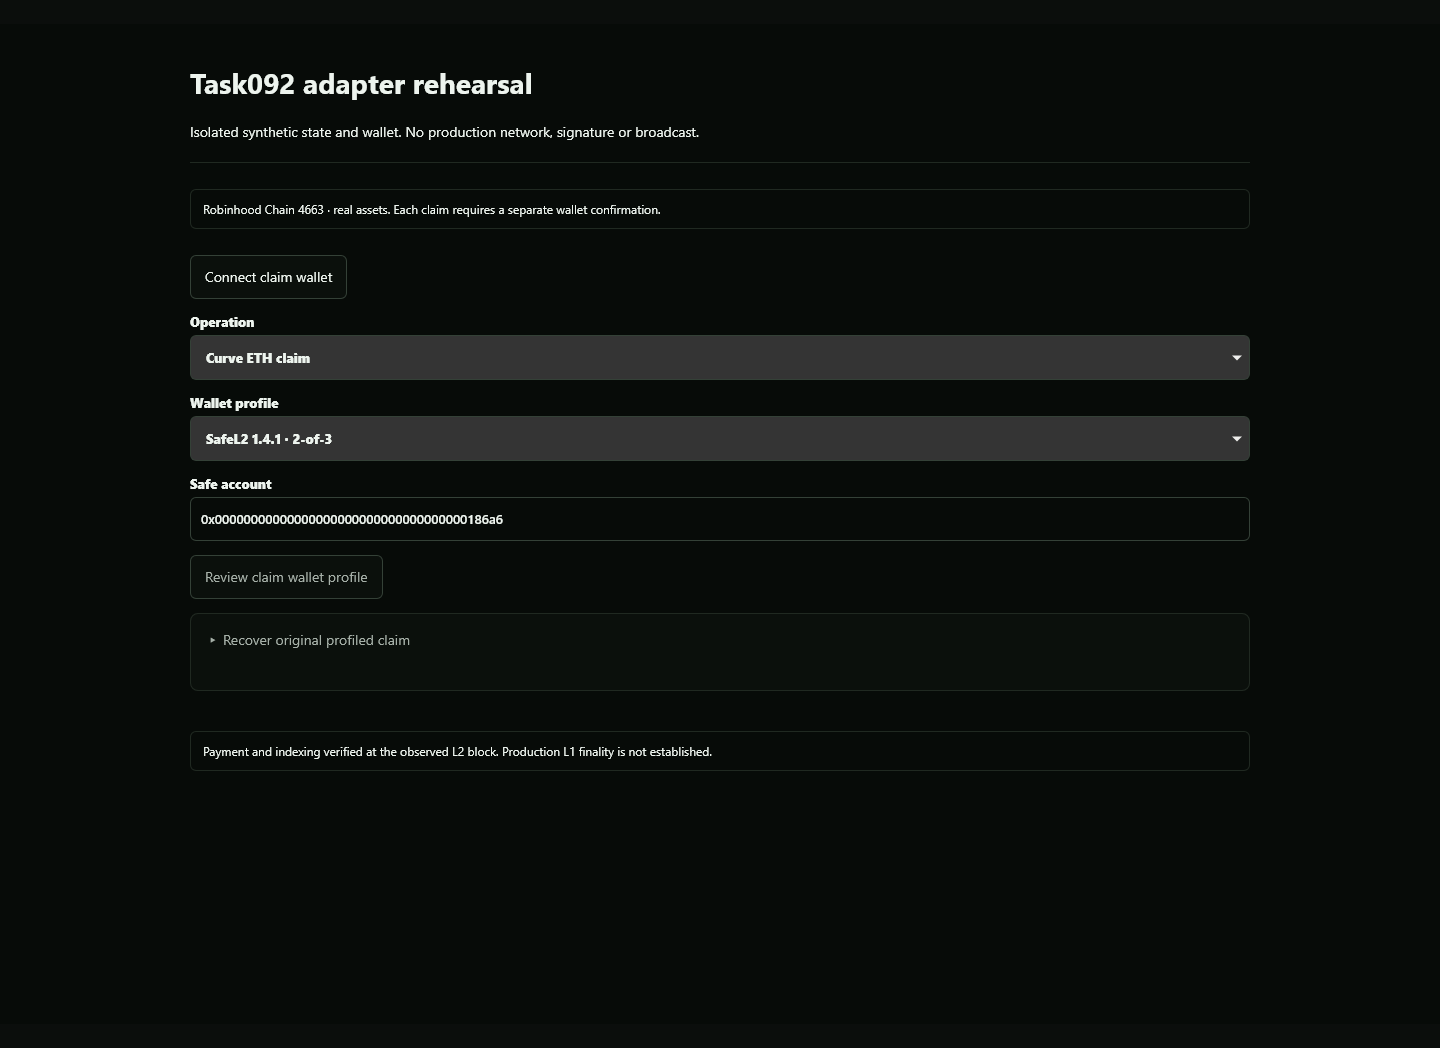 Task092 adapter rehearsal
Isolated synthetic state and wallet. No production network, signature or broadcast.
Robinhood Chain 4663 · real assets. Each claim requires a separate wallet confirmation.
Connect claim wallet
Operation
Curve ETH claim
Wallet profile
SafeL2 1.4.1 · 2-of-3
Safe account
0x00000000000000000000000000000000000186a6
Review claim wallet profile
Recover original profiled claim
Payment and indexing verified at the observed L2 block. Production L1 finality is not established.